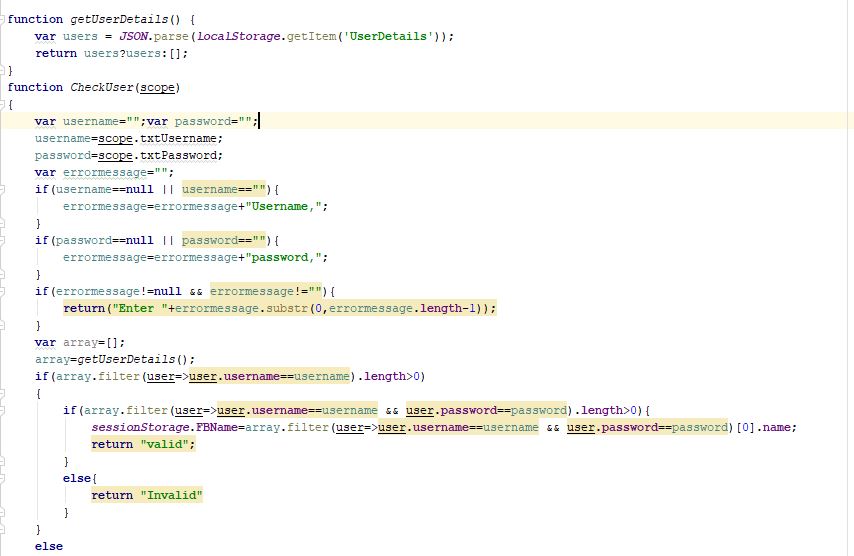 function getUserDetails() {
var users = JSON.parse(localStorage.getItem('UserDetails'));
return users?users:[];
}
function CheckUser(scope)
{
var username="";var password="";
username=scope.txtUsername;
password=scope.txtPassword;
var errormessage="";
if(username==null || username==""){
errormessage=errormessage+"Username,";
}
if(password==null || password==""){
errormessage=errormessage+"password,";
}
if(errormessage!=null && errormessage!=""){
return("Enter "+errormessage.substr(0,errormessage.length-1));
}
var array=[];
array=getUserDetails();
if(array.filter(user=>user.username==username).length>0)
{
if(array.filter(user=>user.username==username && user.password==password).length>0){
sessionStorage.FBName=array.filter(user=>user.username==username && user.password==password)[0].name;
return "valid";
}
else{
return "Invalid"
}
}
else